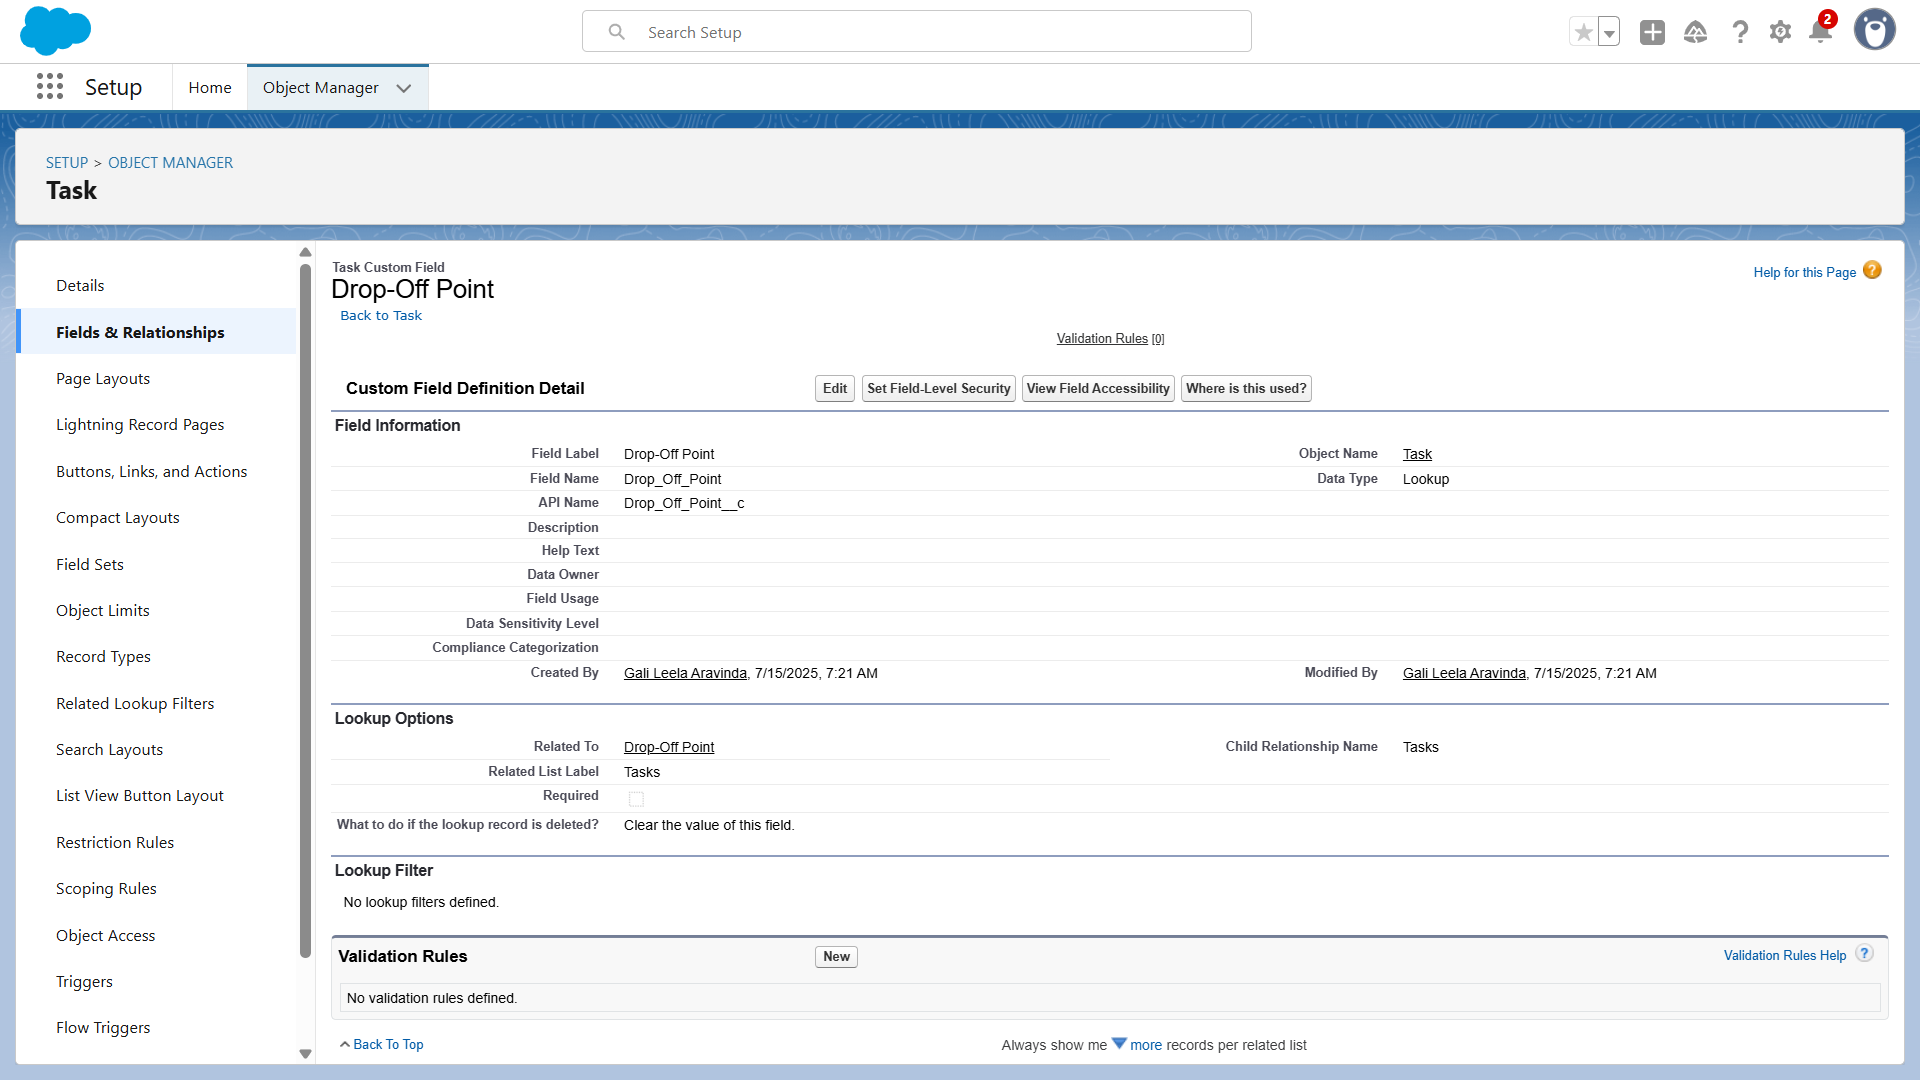 Search Setup
2
Setup
Home
Object Manager
SETUP > OBJECT MANAGER
Task
Details
Fields & Relationships
Page Layouts
Lightning Record Pages
Buttons, Links, and Actions
Compact Layouts
Field Sets
Object Limits
Record Types
Related Lookup Filters
Search Layouts
List View Button Layout
Restriction Rules
Scoping Rules
Object Access
Triggers
Flow Triggers
Task Custom Field
Drop-Off Point
Back to Task
Help for this Page ?
Validation Rules [0]
Custom Field Definition Detail Edit Set Field-Level Security View Field Accessibility Where is this used?
Field Information
Field Label Drop-Off Point Object Name Task
Field Name Drop_Off_Point Data Type Lookup
API Name Drop_Off_Point__c
Description
Help Text
Data Owner
Field Usage
Data Sensitivity Level
Compliance Categorization
Created By Gali Leela Aravinda, 7/15/2025, 7:21 AM Modified By Gali Leela Aravinda, 7/15/2025, 7:21 AM
Lookup Options
Related To Drop-Off Point Child Relationship Name Tasks
Related List Label Tasks
Required
What to do if the lookup record is deleted? Clear the value of this field.
Lookup Filter
No lookup filters defined.
Validation Rules New Validation Rules Help ?
No validation rules defined.
Back To Top Always show me more records per related list